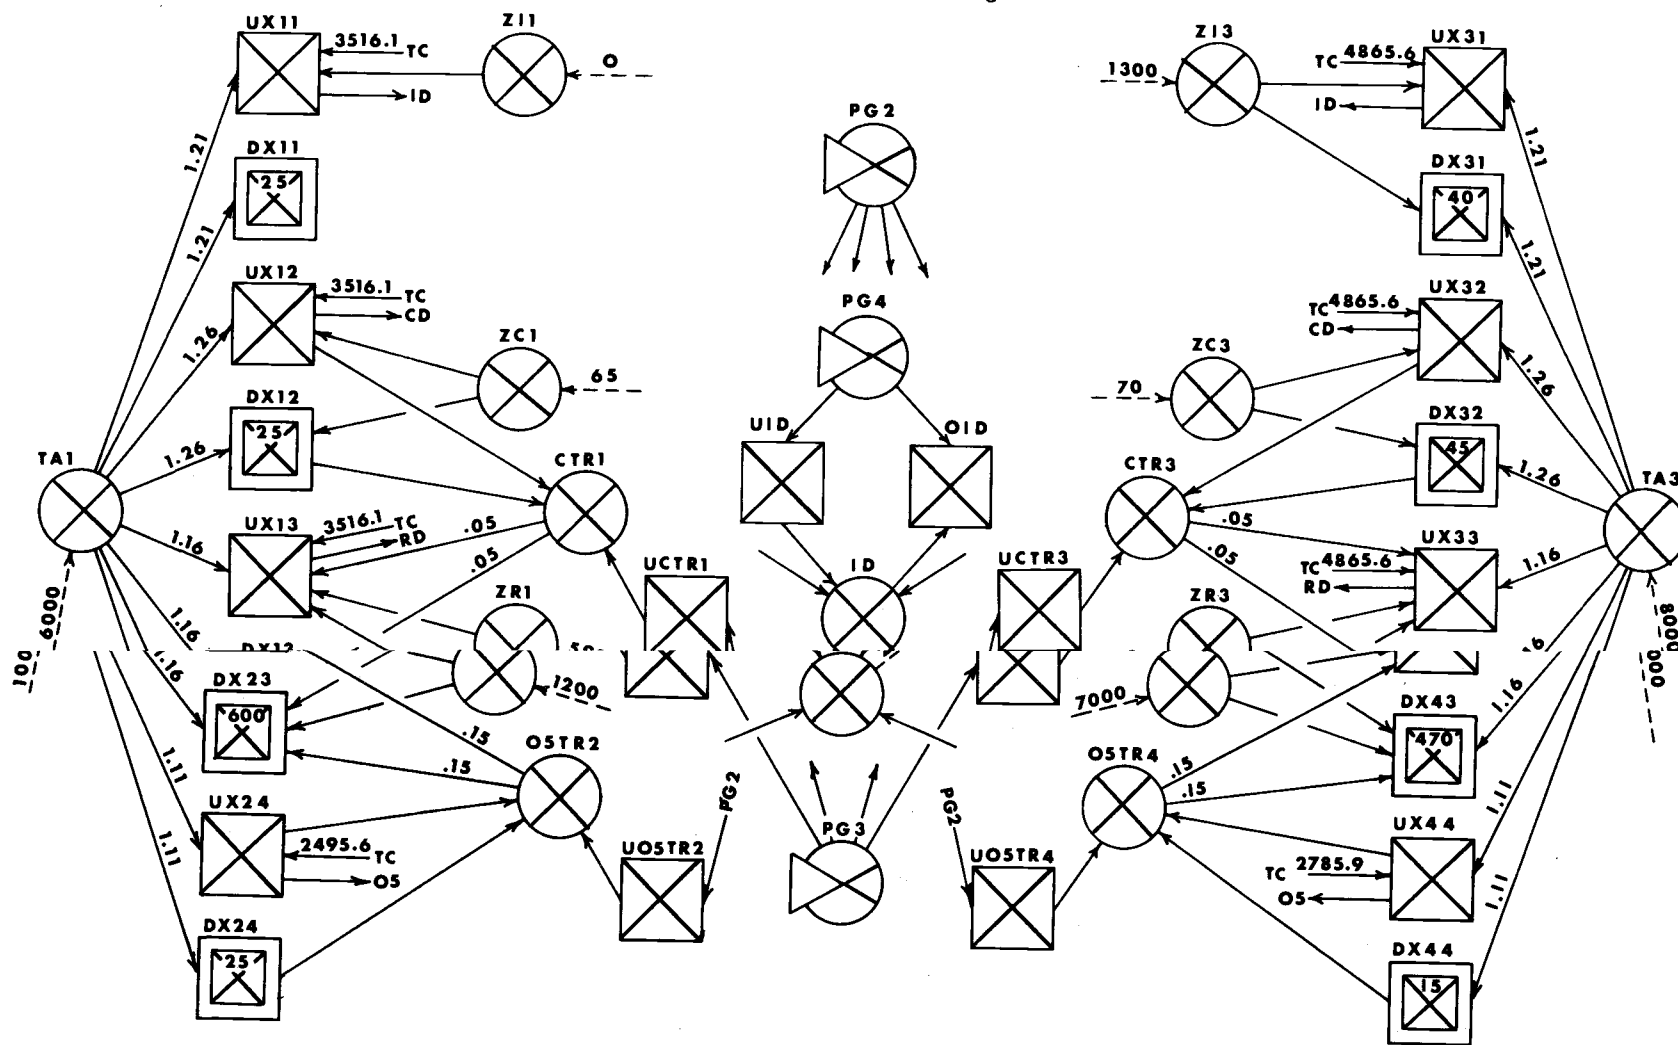 UX11
ZI1
ZI3
UX31
3516.1
TC
O
ID
1300
TC
4865.6
ID
PG2
1.21
1.21
DX11
25
DX31
40
1.21
1.21
UX12
3516.1
TC
CD
PG4
UX32
TC
4865.6
CD
1.26
1.26
ZC1
65
ZC3
70
DX12
25
UID
OID
DX32
45
1.26
1.26
TA1
CTR1
CTR3
TA3
UX13
3516.1
TC
RD
.05
.05
.05
.05
UX33
TC
4865.6
RD
1.16
1.16
UCTR1
ID
UCTR3
ZR1
ZR3
100
6000
8000
000
1.16
1.16
DX23
600
1200
7000
DX43
470
1.16
.15
.15
O5TR2
O5TR4
.15
.15
1.11
1.11
PG2
PG2
UX24
2495.6
TC
O5
PG3
UX44
TC
2785.9
O5
UO5TR2
UO5TR4
1.11
1.11
DX24
25
DX44
15